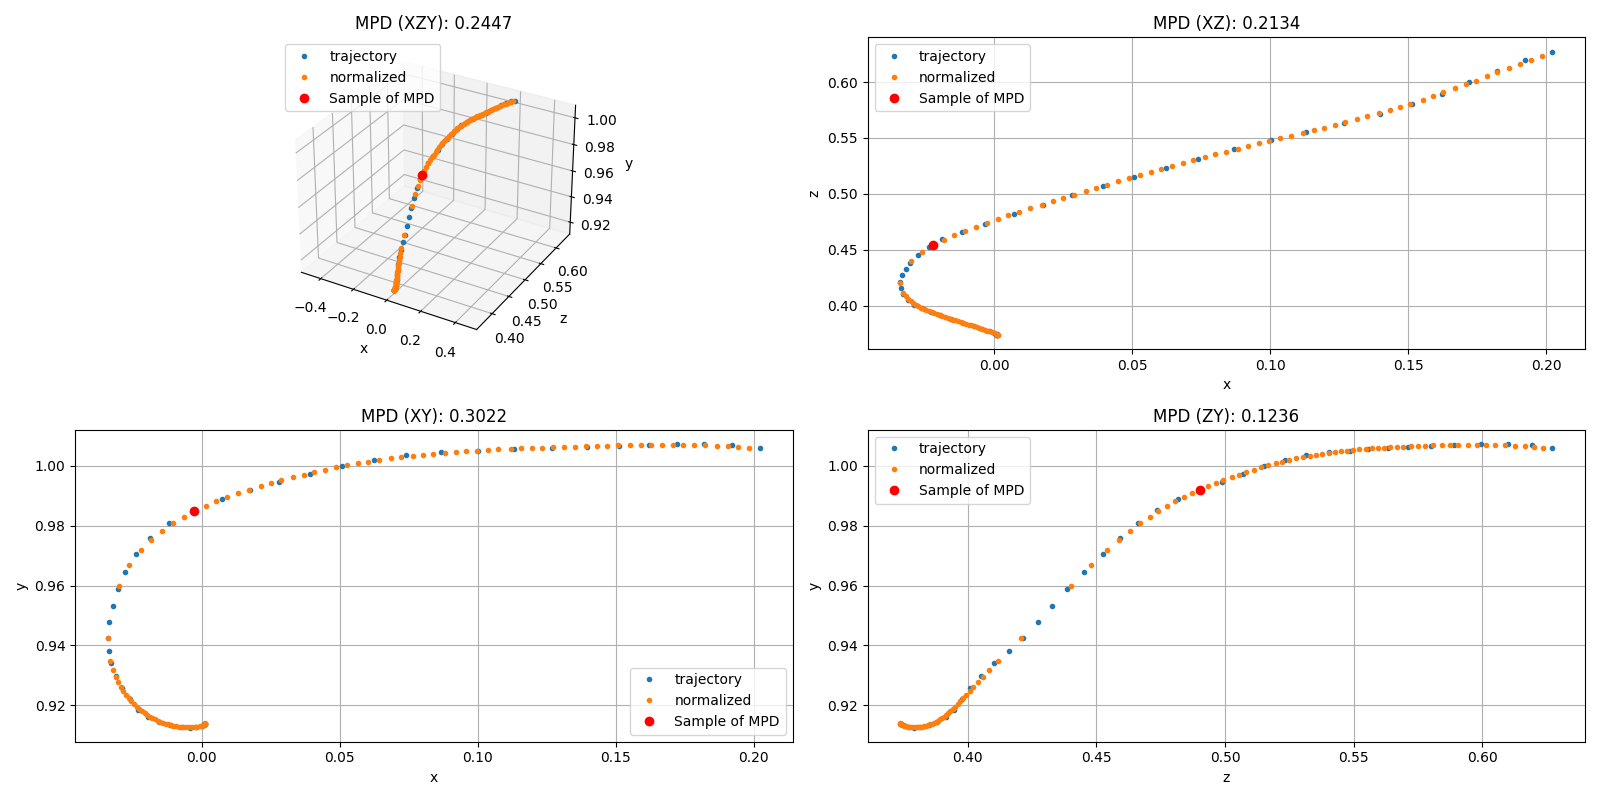 MPD (XZY): 0.2447
trajectory
normalized
Sample of MPD
1.00
0.98
0.96
0.94
0.92
y
0.60
0.55
0.50
0.45
0.40
z
−0.4
−0.2
0.0
0.2
0.4
x
MPD (XZ): 0.2134
trajectory
normalized
Sample of MPD
0.60
0.55
0.50
0.45
0.40
z
0.00 0.05 0.10 0.15 0.20
x
MPD (XY): 0.3022
1.00
0.98
0.96
0.94
0.92
y
trajectory
normalized
Sample of MPD
0.00 0.05 0.10 0.15 0.20
x
MPD (ZY): 0.1236
trajectory
normalized
Sample of MPD
1.00
0.98
0.96
0.94
0.92
y
0.40 0.45 0.50 0.55 0.60
z